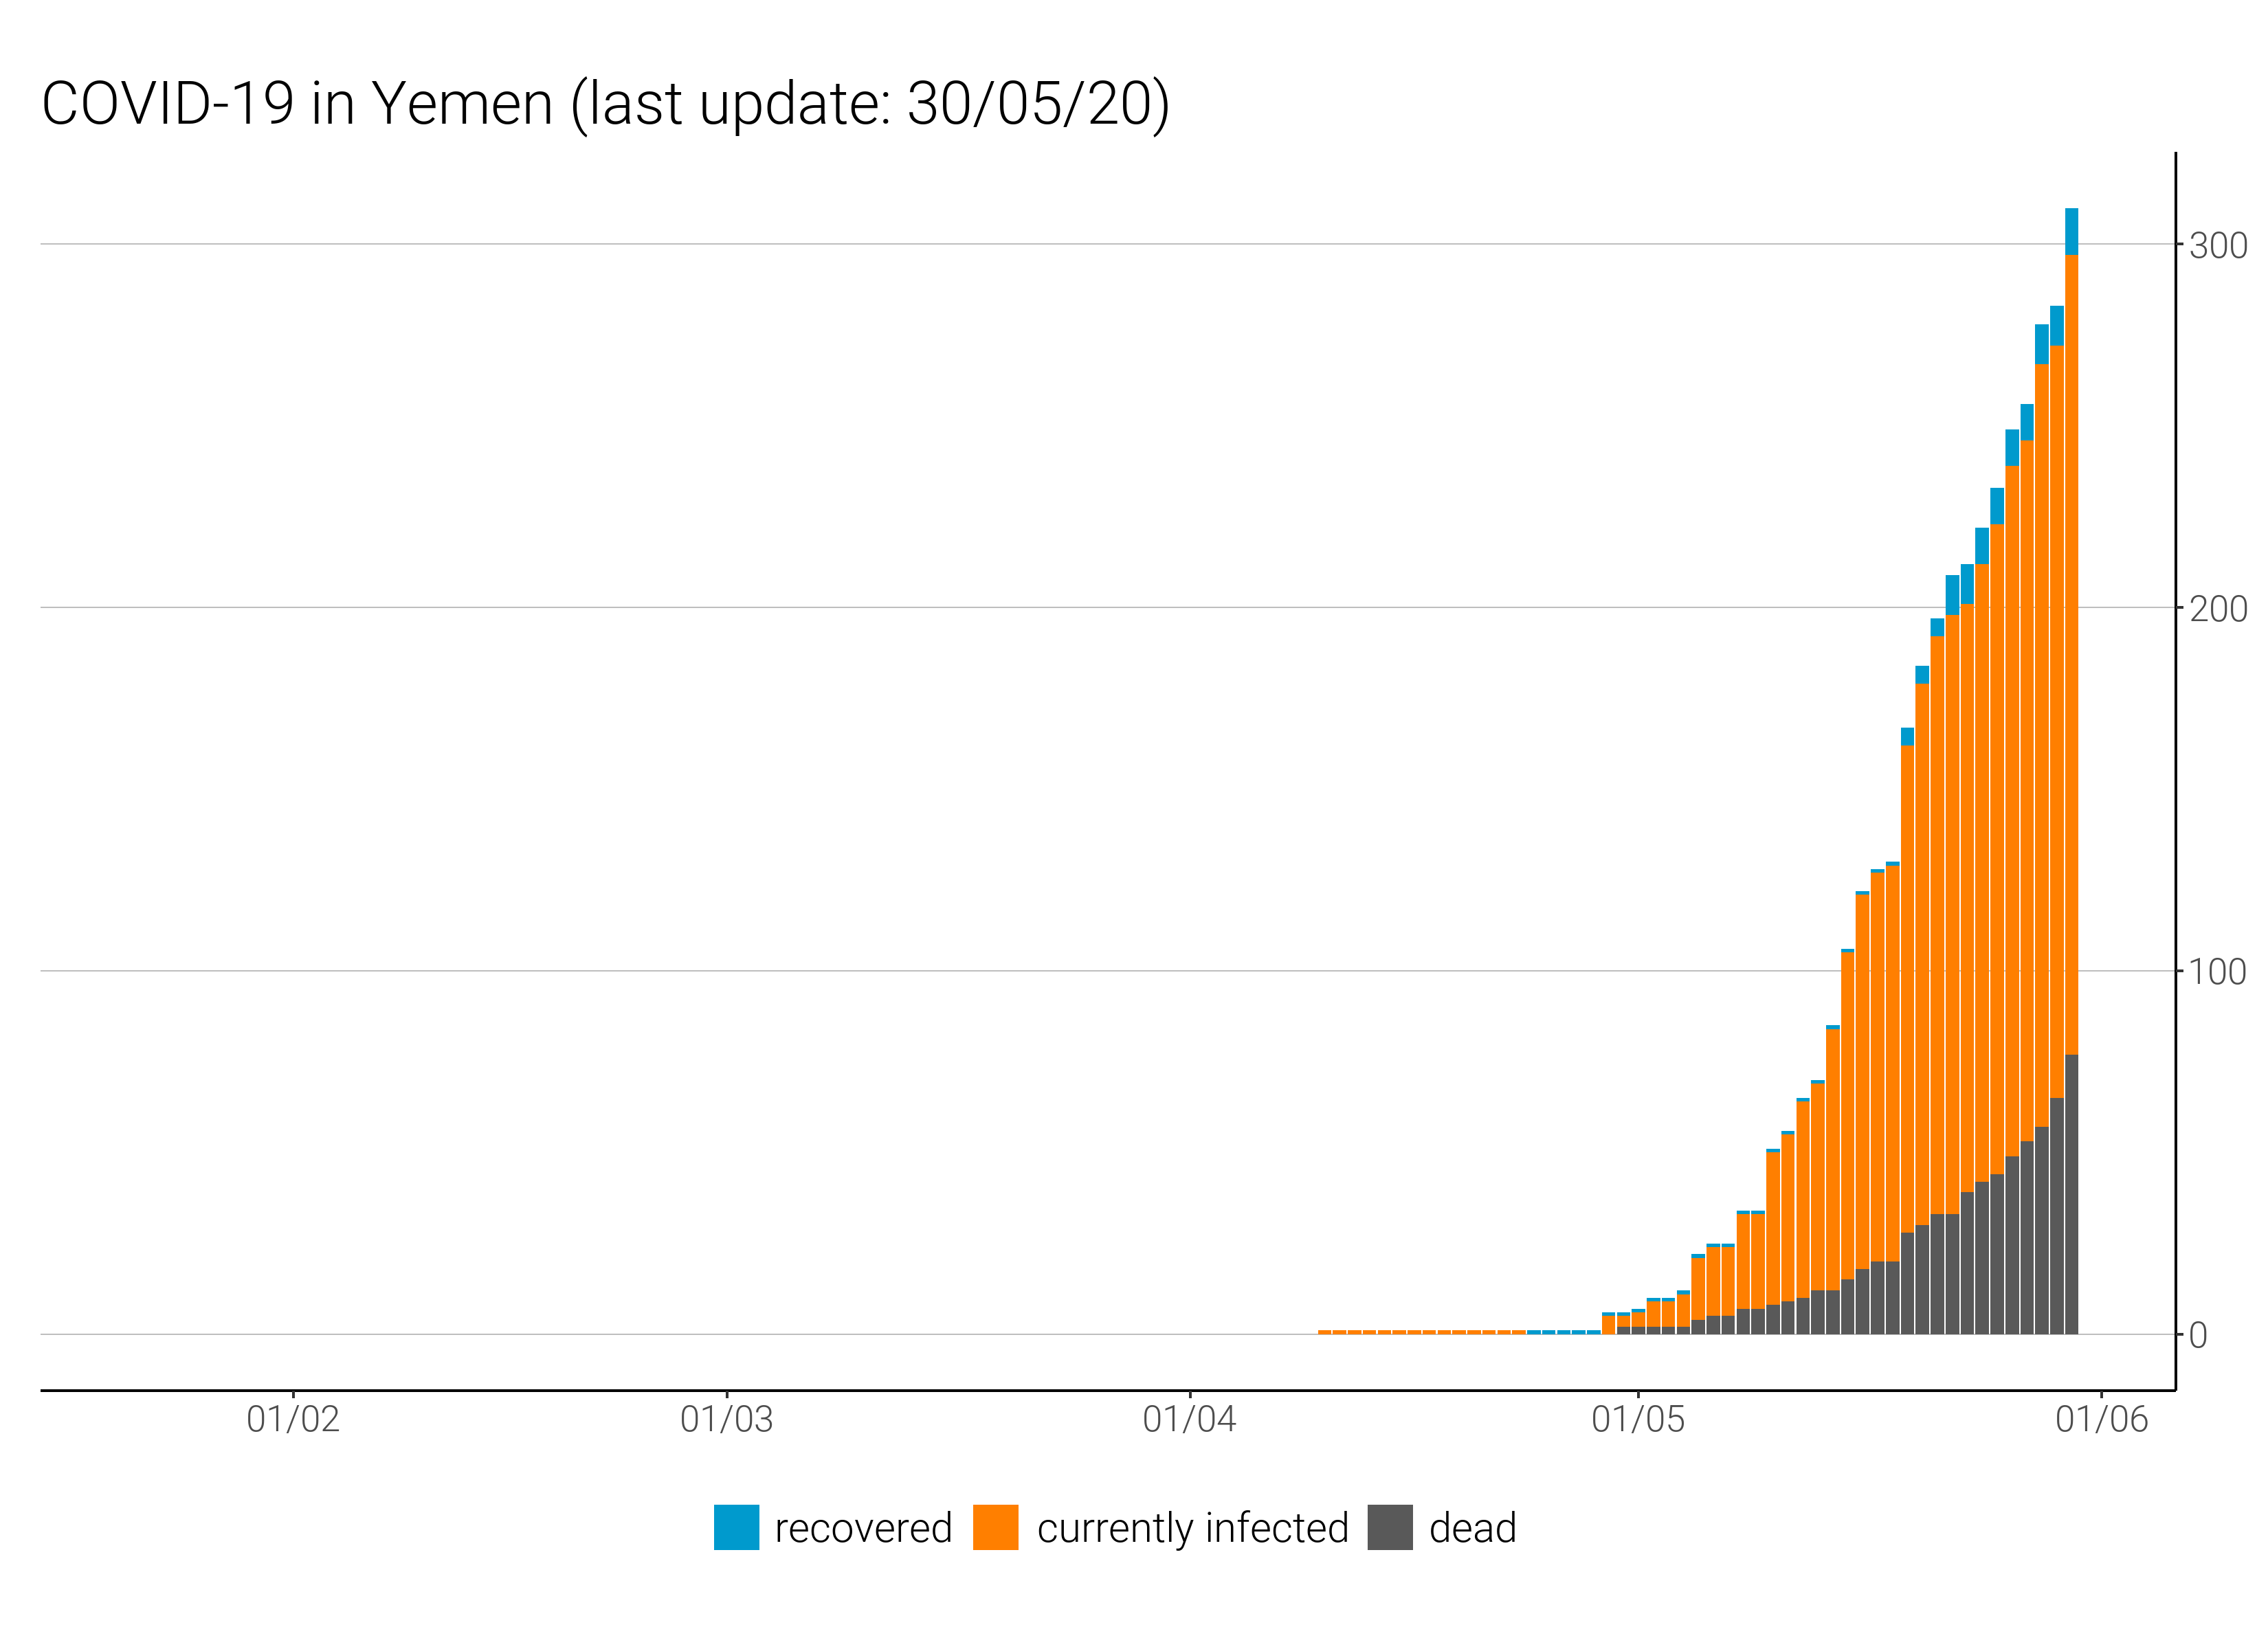 COVID-19 in Yemen (last update: 30/05/20)
300
200
100
0
01/02 01/03 01/04 01/05 01/06
recovered currently infected dead